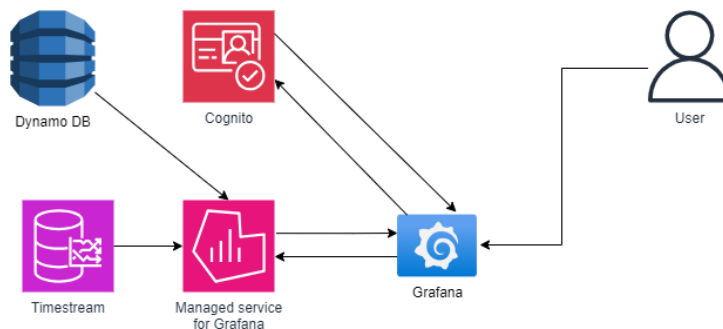 Dynamo DB
Cognito
User
Timestream
Managed service
for Grafana
Grafana